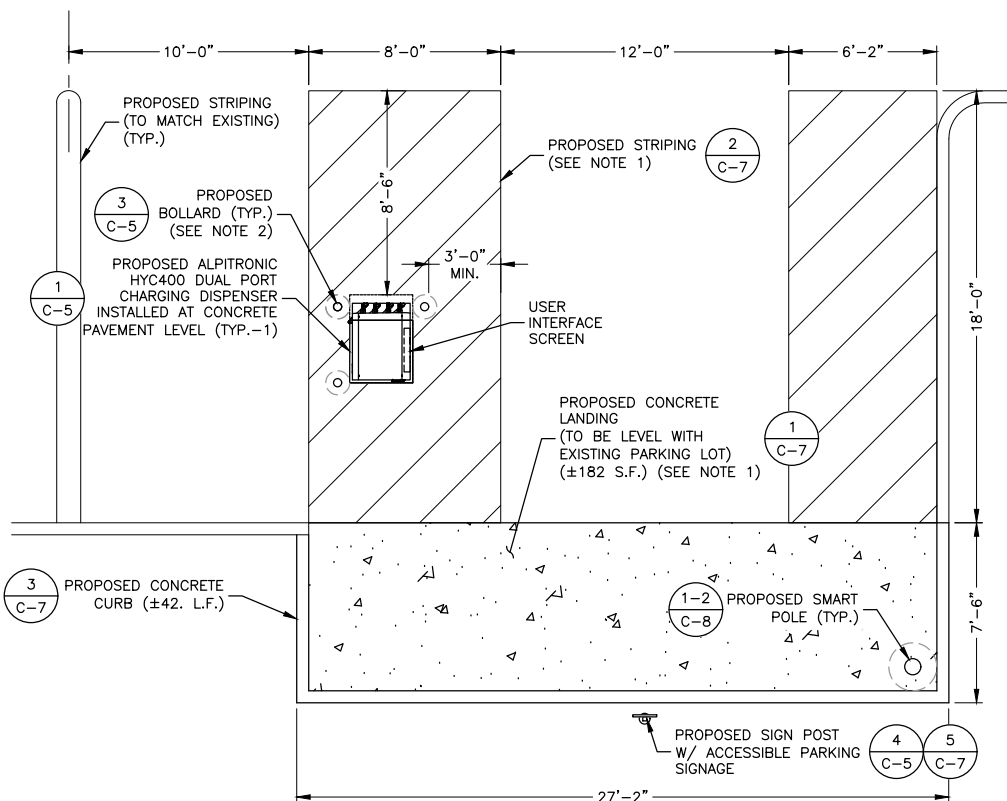 10'-0"
8'-0"
12'-0"
6'-2"
PROPOSED STRIPING
(TO MATCH EXISTING)
(TYP.)
PROPOSED STRIPING
(SEE NOTE 1)
2
C-7
8'-6"
3
C-5
PROPOSED
BOLLARD (TYP.)
(SEE NOTE 2)
3'-0"
MIN.
1
C-5
PROPOSED ALPITRONIC
HYC400 DUAL PORT
CHARGING DISPENSER
INSTALLED AT CONCRETE
PAVEMENT LEVEL (TYP.-1)
USER
INTERFACE
SCREEN
18'-0"
PROPOSED CONCRETE
LANDING
(TO BE LEVEL WITH
EXISTING PARKING LOT)
(±182 S.F.) (SEE NOTE 1)
1
C-7
3
C-7
PROPOSED CONCRETE
CURB (±42. L.F.)
1-2
C-8
PROPOSED SMART
POLE (TYP.)
7'-6"
PROPOSED SIGN POST
W/ ACCESSIBLE PARKING
SIGNAGE
4
C-5
5
C-7
27'-2"